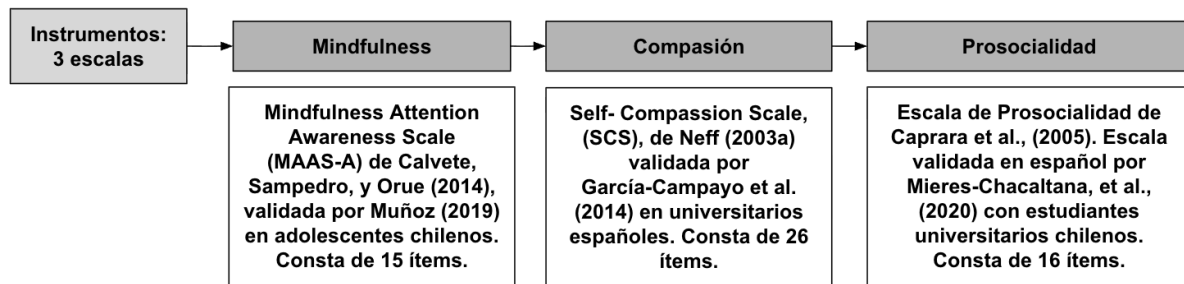 Instrumentos:
3 escalas
Mindfulness
Compasión
Prosocialidad
Mindfulness Attention
Awareness Scale
(MAAS-A) de Calvete,
Sampedro, y Orue (2014),
validada por Muñoz (2019)
en adolescentes chilenos.
Consta de 15 ítems.
Self- Compassion Scale,
(SCS), de Neff (2003a)
validada por
García-Campayo et al.
(2014) en universitarios
españoles. Consta de 26
ítems.
Escala de Prosocialidad de
Caprara et al., (2005). Escala
validada en español por
Mieres-Chacaltana, et al.,
(2020) con estudiantes
universitarios chilenos.
Consta de 16 ítems.